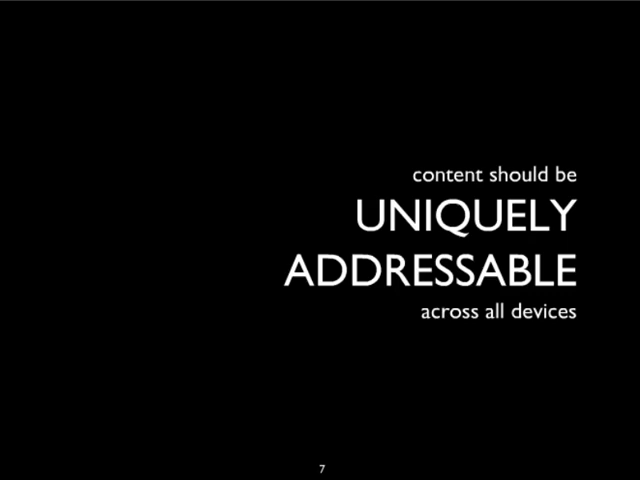 content should be
UNIQUELY
ADDRESSABLE
across all devices
7